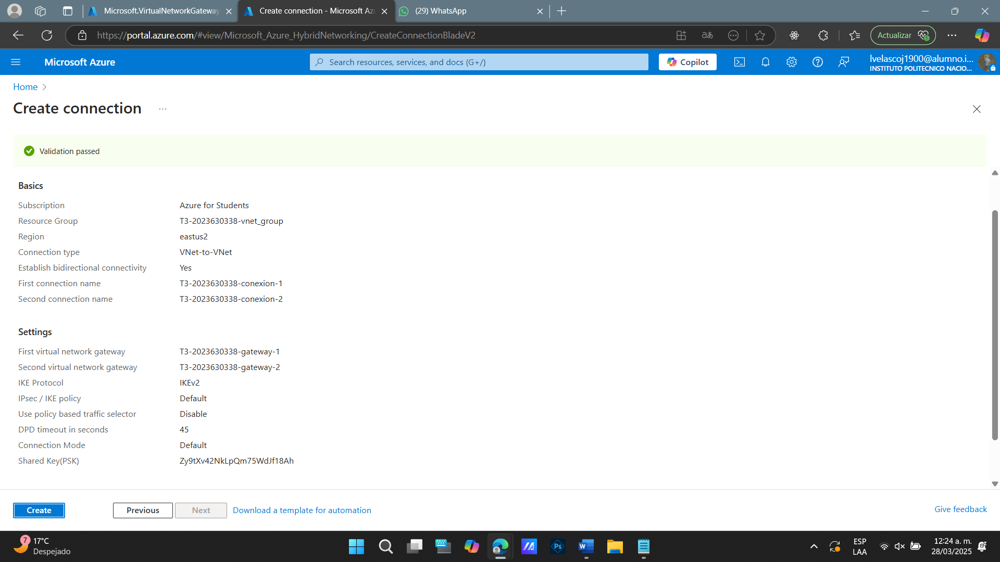 Microsoft.VirtualNetworkGateway
Create connection - Microsoft Az
(29) WhatsApp
https://portal.azure.com/#view/Microsoft_Azure_HybridNetworking/CreateConnectionBladeV2
Actualizar
Microsoft Azure
Search resources, services, and docs (G+/)
Copilot
lvelascoj1900@alumno.i...
INSTITUTO POLITECNICO NACIO...
Home
Create connection
Validation passed
Basics
Subscription Azure for Students
Resource Group T3-2023630338-vnet_group
Region eastus2
Connection type VNet-to-VNet
Establish bidirectional connectivity Yes
First connection name T3-2023630338-conexion-1
Second connection name T3-2023630338-conexion-2
Settings
First virtual network gateway T3-2023630338-gateway-1
Second virtual network gateway T3-2023630338-gateway-2
IKE Protocol IKEv2
IPsec / IKE policy Default
Use policy based traffic selector Disable
DPD timeout in seconds 45
Connection Mode Default
Shared Key(PSK) Zy9tXv42NkLpQm75WdJf18Ah
Create
Previous
Next
Download a template for automation
Give feedback
7
17°C
Despejado
Ps
W
ESP
LAA
12:24 a. m.
28/03/2025